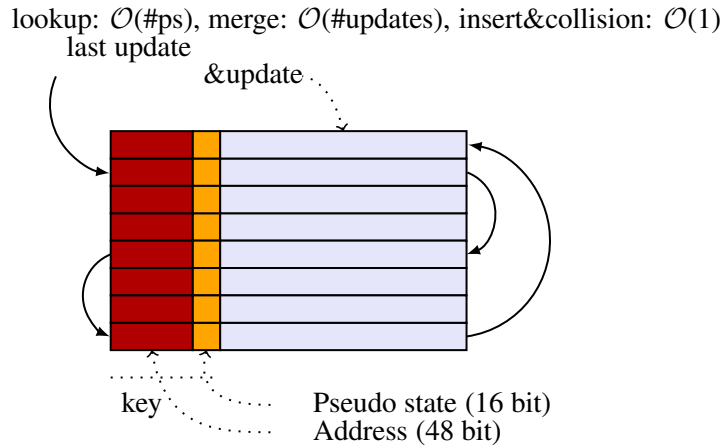 lookup: 𝒪(#ps), merge: 𝒪(#updates), insert&collision: 𝒪(1)
last update
&update
key
Pseudo state (16 bit)
Address (48 bit)